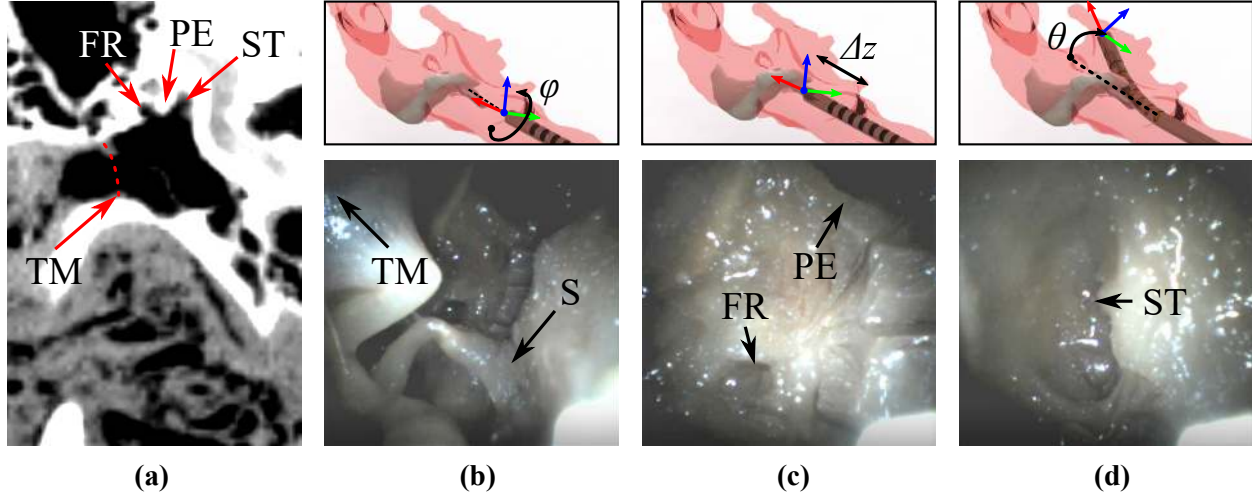 FR PE ST
TM
φ
Δz
θ
TM
S
PE
FR
ST
(a) (b) (c) (d)